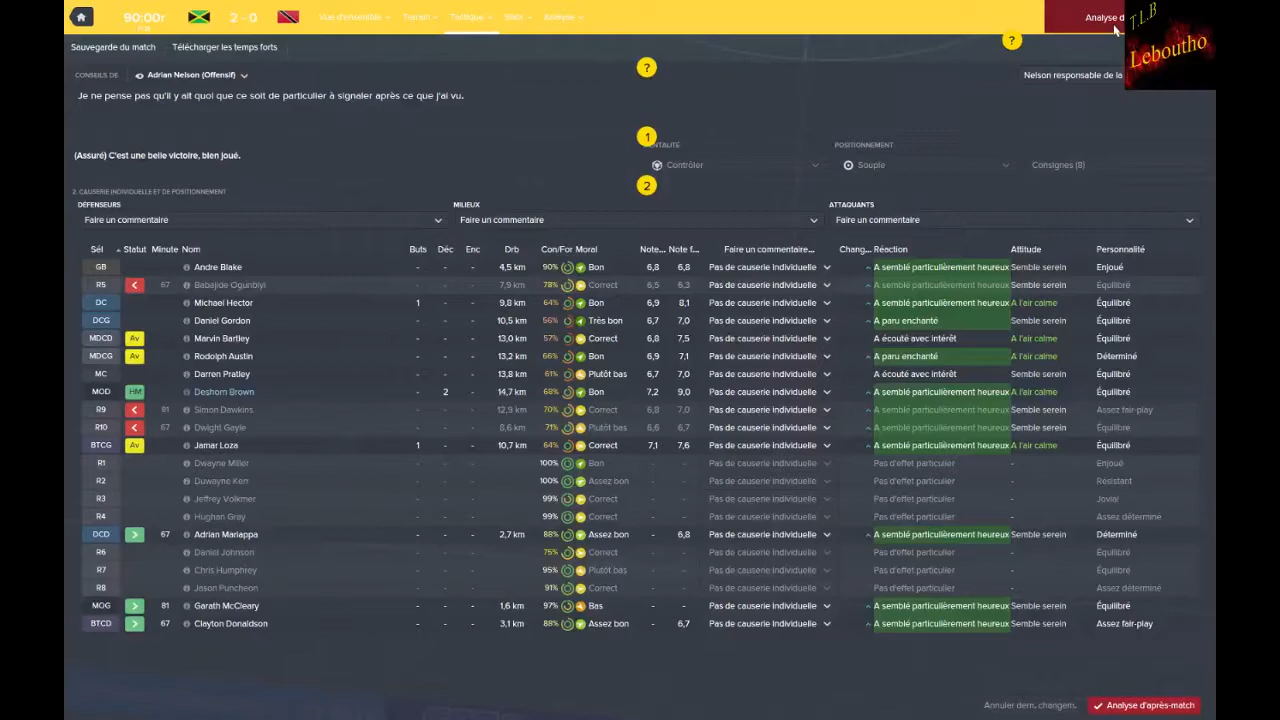 90:00r 2 - 0 Vue d'ensemble Terrain Tactique Stats Analyse Analyse d
T.L.B
Leboutho
Sauvegarde du match Télécharger les temps forts
?
CONSEILS DE Adrian Nelson (Offensif) ? Nelson responsable de la
Je ne pense pas qu'il y ait quoi que ce soit de particulier à signaler après ce que j'ai vu.
1
POSITIONNEMENT
(Assuré) C'est une belle victoire, bien joué.
Contrôler Souple Consignes (8)
2
2. CAUSERIE INDIVIDUELLE ET DE POSITIONNEMENT
DÉFENSEURS MILIEUX ATTAQUANTS
Faire un commentaire Faire un commentaire Faire un commentaire
Sél Statut Minute Nom Buts Déc Enc Drb Con/For Moral Note... Note f... Faire un commentaire... Chang... Réaction Attitude Personnalité
GB Andre Blake - - - 4,5 km 90% Bon 6,8 6,8 Pas de causerie individuelle A semblé particulièrement heureux Semble serein Enjoué
R5 67 Babajide Ogunbiyi - - - 7,9 km 78% Correct 6,5 6,3 Pas de causerie individuelle A semblé particulièrement heureux Semble serein Équilibré
DC Michael Hector 1 - - 9,8 km 64% Bon 6,9 8,1 Pas de causerie individuelle A semblé particulièrement heureux A l'air calme Équilibré
DCG Daniel Gordon - - - 10,5 km 56% Très bon 6,7 7,0 Pas de causerie individuelle A paru enchanté Semble serein Équilibré
MDCD Av Marvin Bartley - - - 13,0 km 57% Correct 6,8 7,5 Pas de causerie individuelle A écouté avec intérêt A l'air calme Équilibré
MDCG Av Rodolph Austin - - - 13,2 km 66% Bon 6,9 7,1 Pas de causerie individuelle A paru enchanté A l'air calme Déterminé
MC Darren Pratley - - - 13,8 km 61% Plutôt bas 6,7 7,0 Pas de causerie individuelle A écouté avec intérêt Semble serein Équilibré
MOD HM Deshorn Brown - 2 - 14,7 km 68% Bon 7,2 9,0 Pas de causerie individuelle A semblé particulièrement heureux A l'air calme Équilibré
R9 81 Simon Dawkins - - - 12,9 km 70% Correct 6,8 7,0 Pas de causerie individuelle A semblé particulièrement heureux Semble serein Assez fair-play
R10 67 Dwight Gayle - - - 8,6 km 71% Plutôt bas 6,6 6,7 Pas de causerie individuelle A semblé particulièrement heureux Semble serein Équilibré
BTCG Av Jamar Loza 1 - - 10,7 km 64% Correct 7,1 7,6 Pas de causerie individuelle A semblé particulièrement heureux A l'air calme Équilibré
R1 Dwayne Miller - - - 100% Bon - - Pas de causerie individuelle Pas d'effet particulier - Enjoué
R2 Duwayne Kerr - - - 100% Assez bon - - Pas de causerie individuelle Pas d'effet particulier - Résistant
R3 Jeffrey Volkmer - - - 99% Correct - - Pas de causerie individuelle Pas d'effet particulier - Jovial
R4 Hughan Gray - - - 99% Correct - - Pas de causerie individuelle Pas d'effet particulier - Assez déterminé
DCD 67 Adrian Mariappa - - - 2,7 km 88% Assez bon - 6,8 Pas de causerie individuelle A semblé particulièrement heureux Semble serein Déterminé
R6 Daniel Johnson - - - 75% Correct - - Pas de causerie individuelle Pas d'effet particulier - Équilibré
R7 Chris Humphrey - - - 95% Plutôt bas - - Pas de causerie individuelle Pas d'effet particulier - Équilibré
R8 Jason Puncheon - - - 91% Correct - - Pas de causerie individuelle Pas d'effet particulier - Assez déterminé
MOG 81 Garath McCleary - - - 1,6 km 97% Bas - - Pas de causerie individuelle A semblé particulièrement heureux Semble serein Équilibré
BTCD 67 Clayton Donaldson - - - 3,1 km 88% Assez bon - 6,7 Pas de causerie individuelle A semblé particulièrement heureux Semble serein Assez fair-play
Annuler dern. changem. Analyse d'après-match